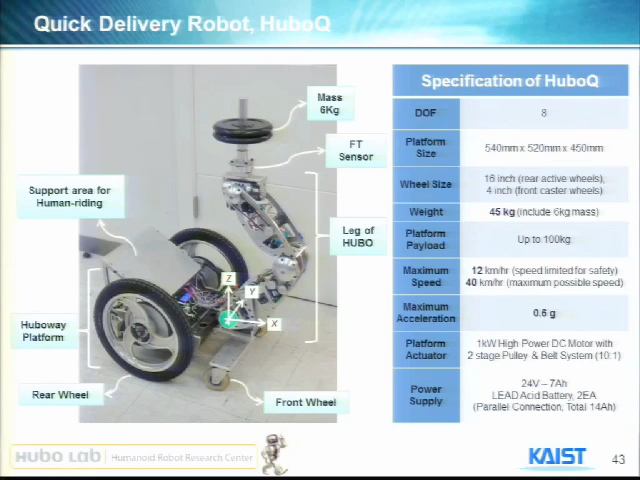 Quick Delivery Robot, HuboQ
Mass
6Kg
FT
Sensor
Support area for
Human-riding
Leg of
HUBO
Z
Y
X
Huboway
Platform
Rear Wheel
Front Wheel
Specification of HuboQ
DOF 8
Platform
Size 540mm x 520mm x 450mm
Wheel Size 16 inch (rear active wheels),
4 inch (front caster wheels)
Weight 45 kg (include 6kg mass)
Platform
Payload Up to 100kg
Maximum
Speed 12 km/hr (speed limited for safety)
40 km/hr (maximum possible speed)
Maximum
Acceleration 0.6 g
Platform
Actuator 1kW High Power DC Motor with
2 stage Pulley & Belt System (10:1)
Power
Supply 24V – 7Ah
LEAD Acid Battery, 2EA
(Parallel Connection, Total 14Ah)
HUBO LAB Humanoid Robot Research Center
KAIST 43